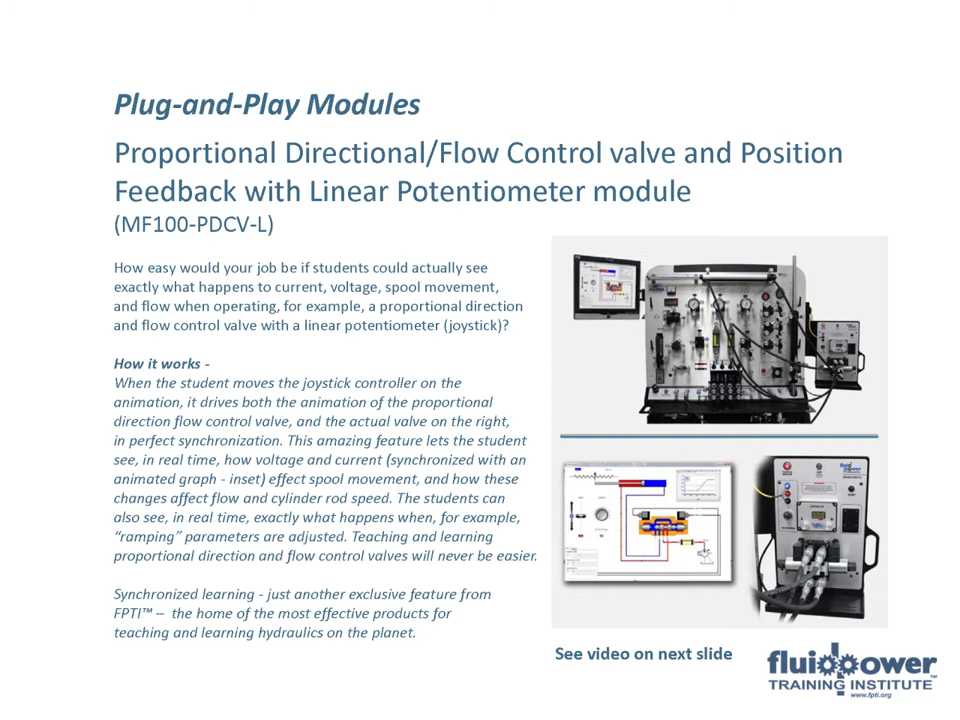 Plug-and-Play Modules
Proportional Directional/Flow Control valve and Position
Feedback with Linear Potentiometer module
(MF100-PDCV-L)
How easy would your job be if students could actually see
exactly what happens to current, voltage, spool movement,
and flow when operating, for example, a proportional direction
and flow control valve with a linear potentiometer (joystick)?
How it works -
When the student moves the joystick controller on the
animation, it drives both the animation of the proportional
direction flow control valve, and the actual valve on the right,
in perfect synchronization. This amazing feature lets the student
see, in real time, how voltage and current (synchronized with an
animated graph - inset) effect spool movement, and how these
changes affect flow and cylinder rod speed. The students can
also see, in real time, exactly what happens when, for example,
“ramping” parameters are adjusted. Teaching and learning
proportional direction and flow control valves will never be easier.
Synchronized learning - just another exclusive feature from
FPTI™ – the home of the most effective products for
teaching and learning hydraulics on the planet.
See video on next slide
fluidpower
TRAINING INSTITUTE™
www.fpti.org